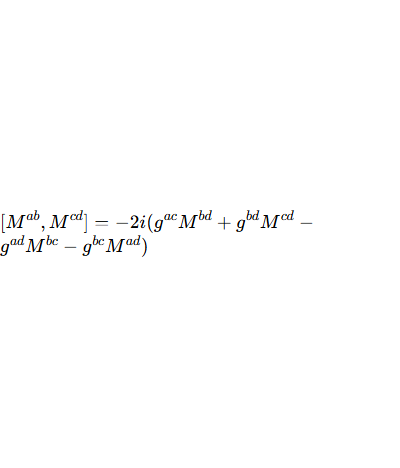 $[M^{ab}, M^{cd}] = -2i(g^{ac}M^{bd} + g^{bd}M^{cd} -$
$g^{ad}M^{bc} - g^{bc}M^{ad})$